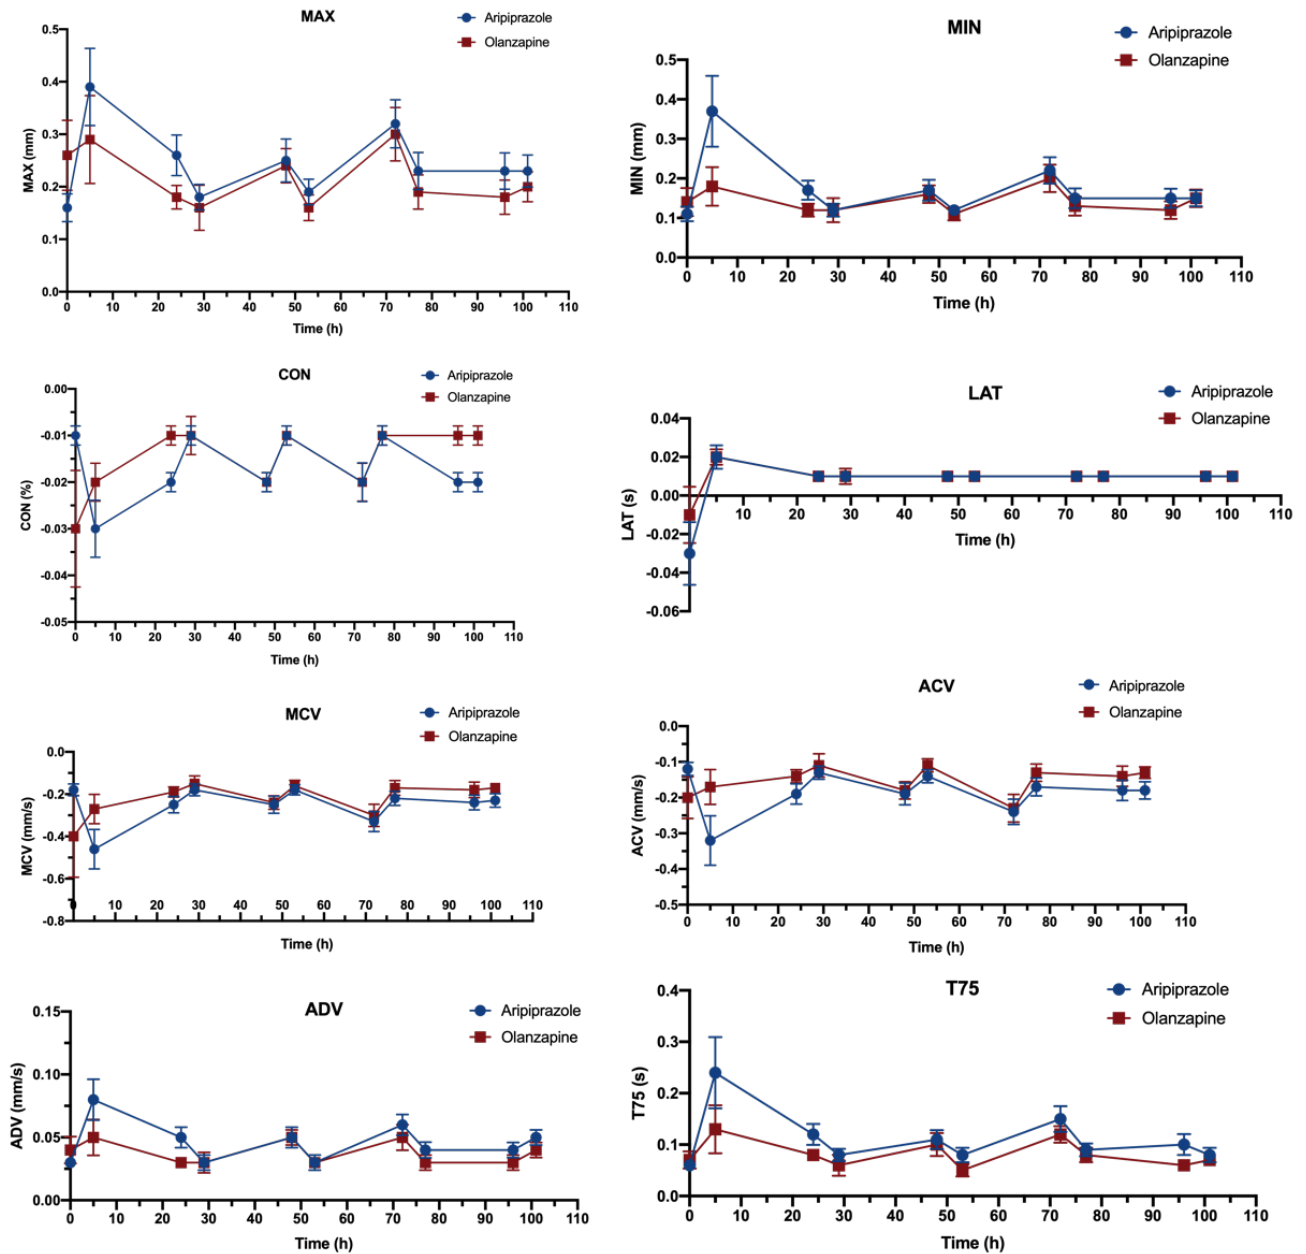 MAX
Aripiprazole
Olanzapine
MAX (mm)
0.5
0.4
0.3
0.2
0.1
0.0
0 10 20 30 40 50 60 70 80 90 100 110
Time (h)
MIN
Aripiprazole
Olanzapine
MIN (mm)
0.5
0.4
0.3
0.2
0.1
0.0
0 10 20 30 40 50 60 70 80 90 100 110
Time (h)
CON
Aripiprazole
Olanzapine
CON (%)
0.00
-0.01
-0.02
-0.03
-0.04
-0.05
0 10 20 30 40 50 60 70 80 90 100 110
Time (h)
LAT
Aripiprazole
Olanzapine
LAT (s)
0.04
0.02
0.00
-0.02
-0.04
-0.06
10 20 30 40 50 60 70 80 90 100 110
Time (h)
MCV
Aripiprazole
Olanzapine
MCV (mm/s)
0.0
-0.2
-0.4
-0.6
-0.8
0 10 20 30 40 50 60 70 80 90 100 110
Time (h)
ACV
Aripiprazole
Olanzapine
ACV (mm/s)
0.0
-0.1
-0.2
-0.3
-0.4
-0.5
0 10 20 30 40 50 60 70 80 90 100 110
Time (h)
ADV
Aripiprazole
Olanzapine
ADV (mm/s)
0.15
0.10
0.05
0.00
0 10 20 30 40 50 60 70 80 90 100 110
Time (h)
T75
Aripiprazole
Olanzapine
T75 (s)
0.4
0.3
0.2
0.1
0.0
0 10 20 30 40 50 60 70 80 90 100 110
Time (h)